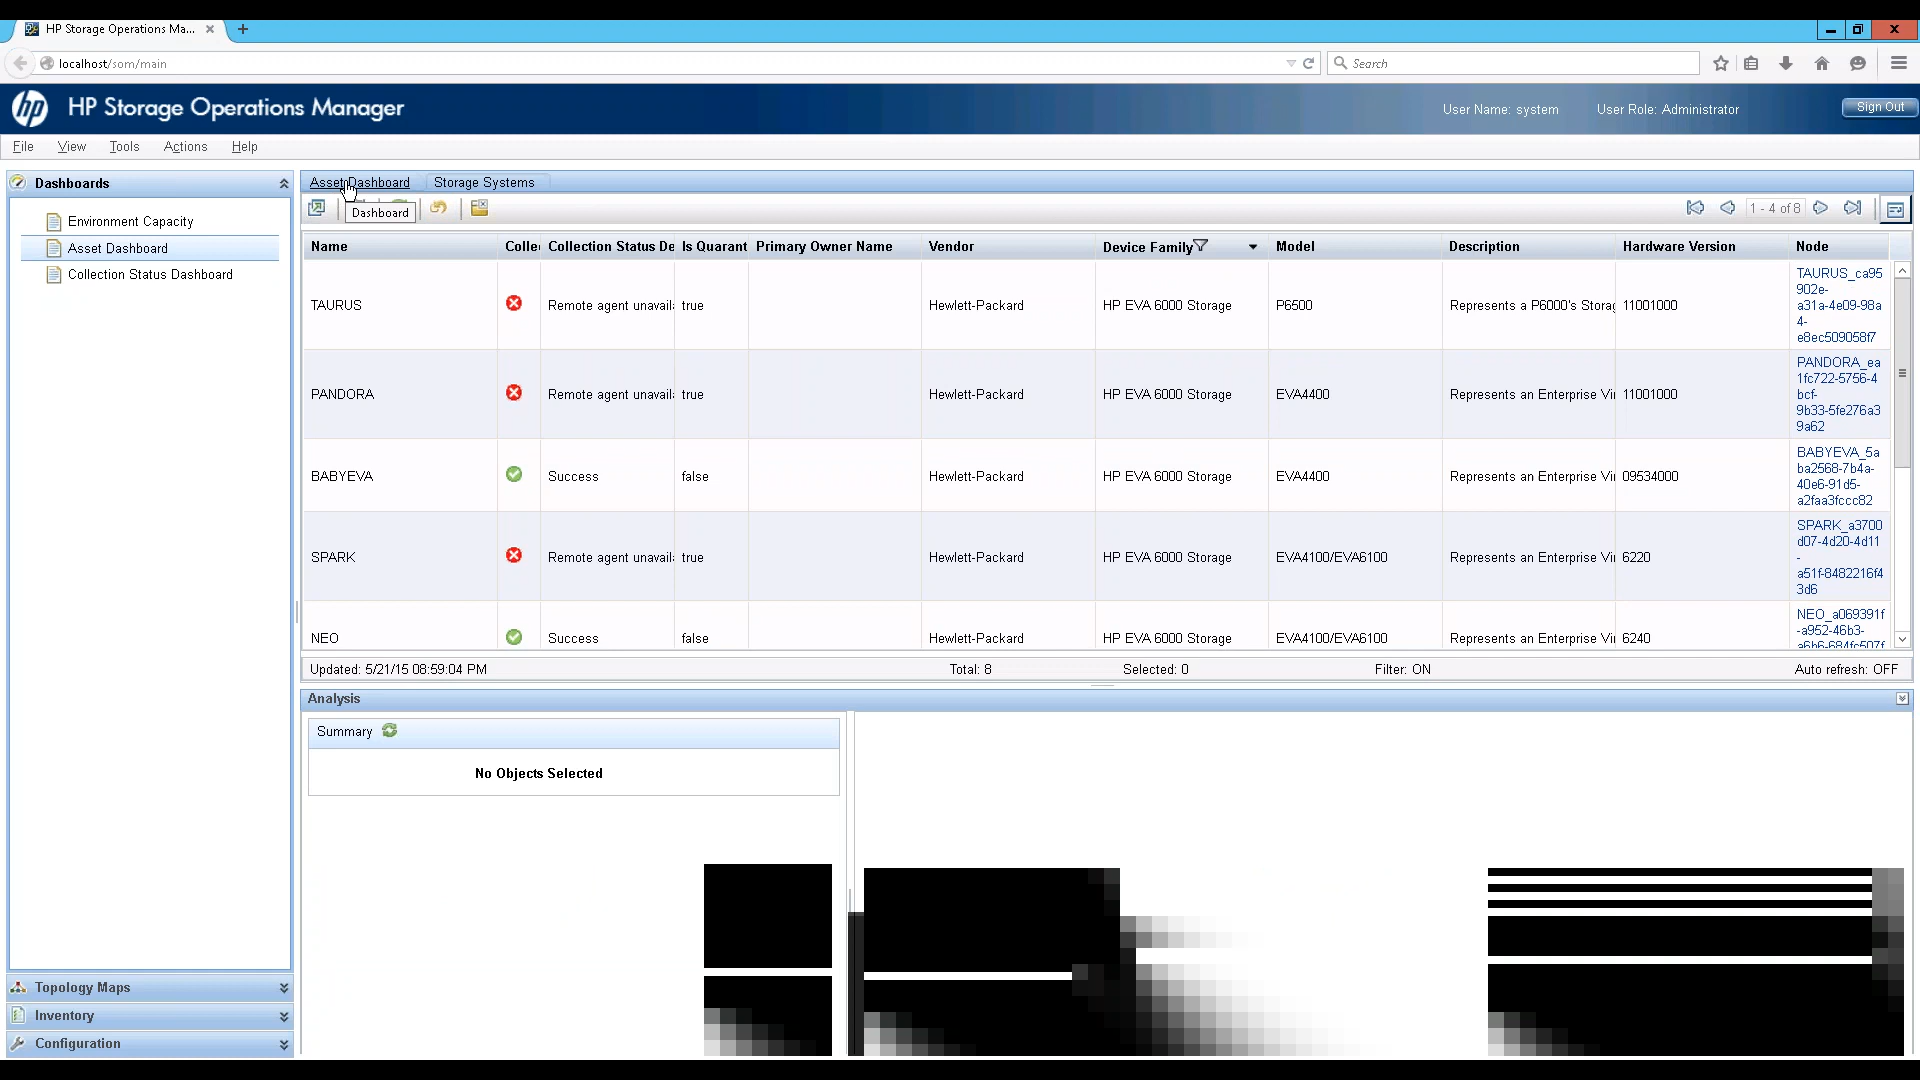 HP Storage Operations Ma...
localhost/som/main
Search
hp
HP Storage Operations Manager
User Name: system
User Role: Administrator
Sign Out
File View Tools Actions Help
Dashboards
Environment Capacity
Asset Dashboard
Collection Status Dashboard
Topology Maps
Inventory
Configuration
Asset Dashboard
Storage Systems
Dashboard
1 - 4 of 8
Name Colle Collection Status De Is Quarant Primary Owner Name Vendor Device Family Model Description Hardware Version Node
TAURUS Remote agent unavail true Hewlett-Packard HP EVA 6000 Storage P6500 Represents a P6000's Storag 11001000
TAURUS_ca95
902e-
a31a-4e09-98a
4-
e8ec509058f7
PANDORA Remote agent unavail true Hewlett-Packard HP EVA 6000 Storage EVA4400 Represents an Enterprise Vi 11001000
PANDORA_ea
1fc722-5756-4
bcf-
9b33-5fe276a3
9a62
BABYEVA Success false Hewlett-Packard HP EVA 6000 Storage EVA4400 Represents an Enterprise Vi 09534000
BABYEVA_5a
ba2568-7b4a-
40e6-91d5-
a2faa3fccc82
SPARK Remote agent unavail true Hewlett-Packard HP EVA 6000 Storage EVA4100/EVA6100 Represents an Enterprise Vi 6220
SPARK_a3700
d07-4d20-4d11
-
a51f-8482216f4
3d6
NEO Success false Hewlett-Packard HP EVA 6000 Storage EVA4100/EVA6100 Represents an Enterprise Vi 6240
NEO_a069391f
-a952-46b3-
a6b6-684fc507f
Updated: 5/21/15 08:59:04 PM
Total: 8
Selected: 0
Filter: ON
Auto refresh: OFF
Analysis
Summary
No Objects Selected